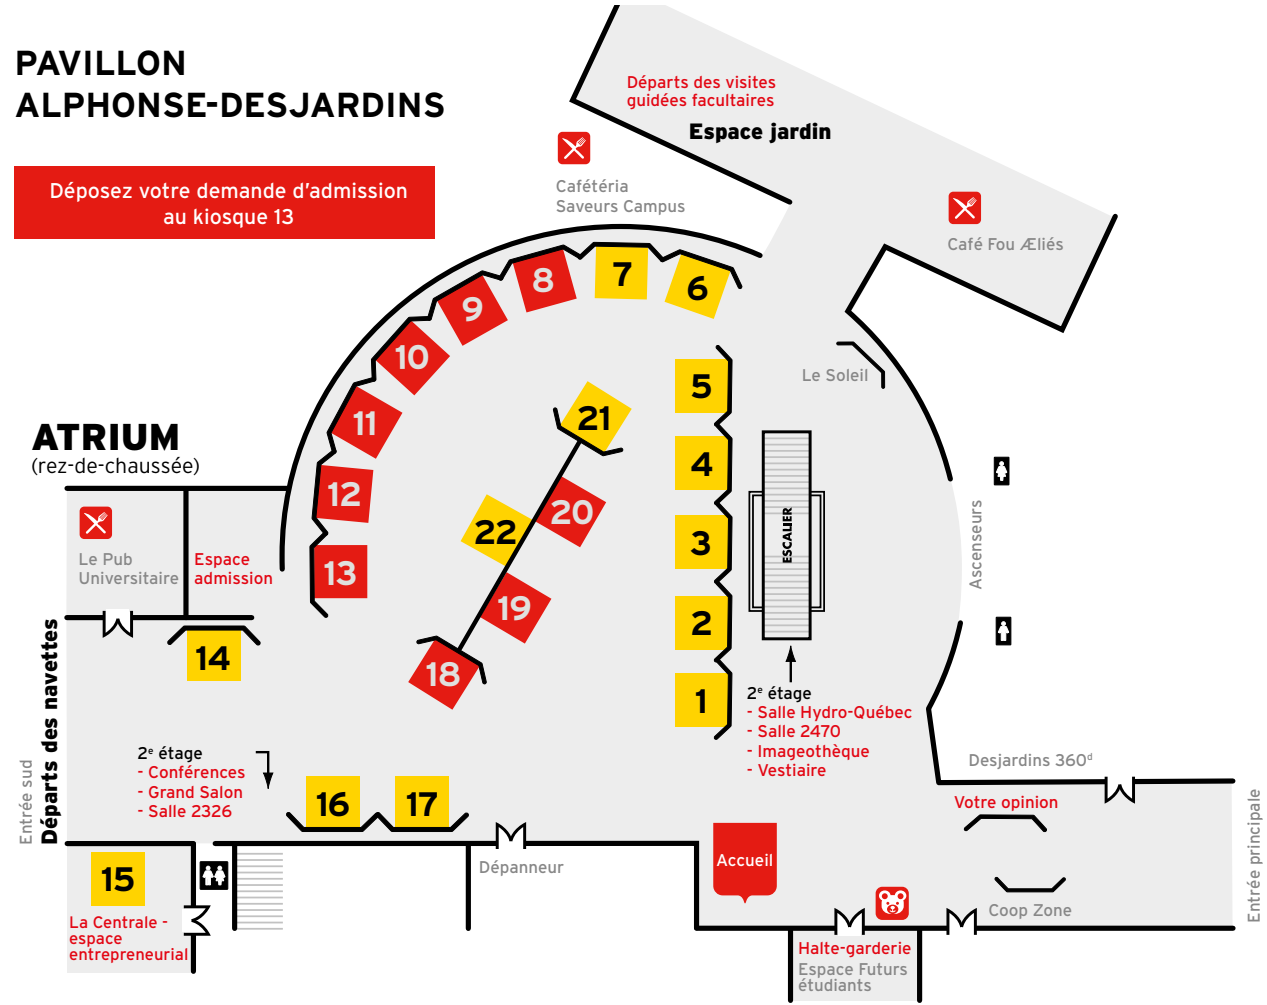 PAVILLON
ALPHONSE-DESJARDINS
Déposez votre demande d'admission
au kiosque 13
Départs des visites
guidées facultaires
Espace jardin
Cafétéria
Saveurs Campus
Café Fou ÆLiés
7
6
8
9
10
11
12
13
5
4
3
2
1
21
20
22
19
18
Le Soleil
ESCALIER
Ascenseurs
ATRIUM
(rez-de-chaussée)
Le Pub
Universitaire
Espace
admission
14
Entrée sud
Départs des navettes
2e étage
- Conférences
- Grand Salon
- Salle 2326
16
17
2e étage
- Salle Hydro-Québec
- Salle 2470
- Imageothèque
- Vestiaire
15
La Centrale -
espace
entrepreneurial
Dépanneur
Accueil
Desjardins 360d
Votre opinion
Coop Zone
Entrée principale
Halte-garderie
Espace Futurs
étudiants